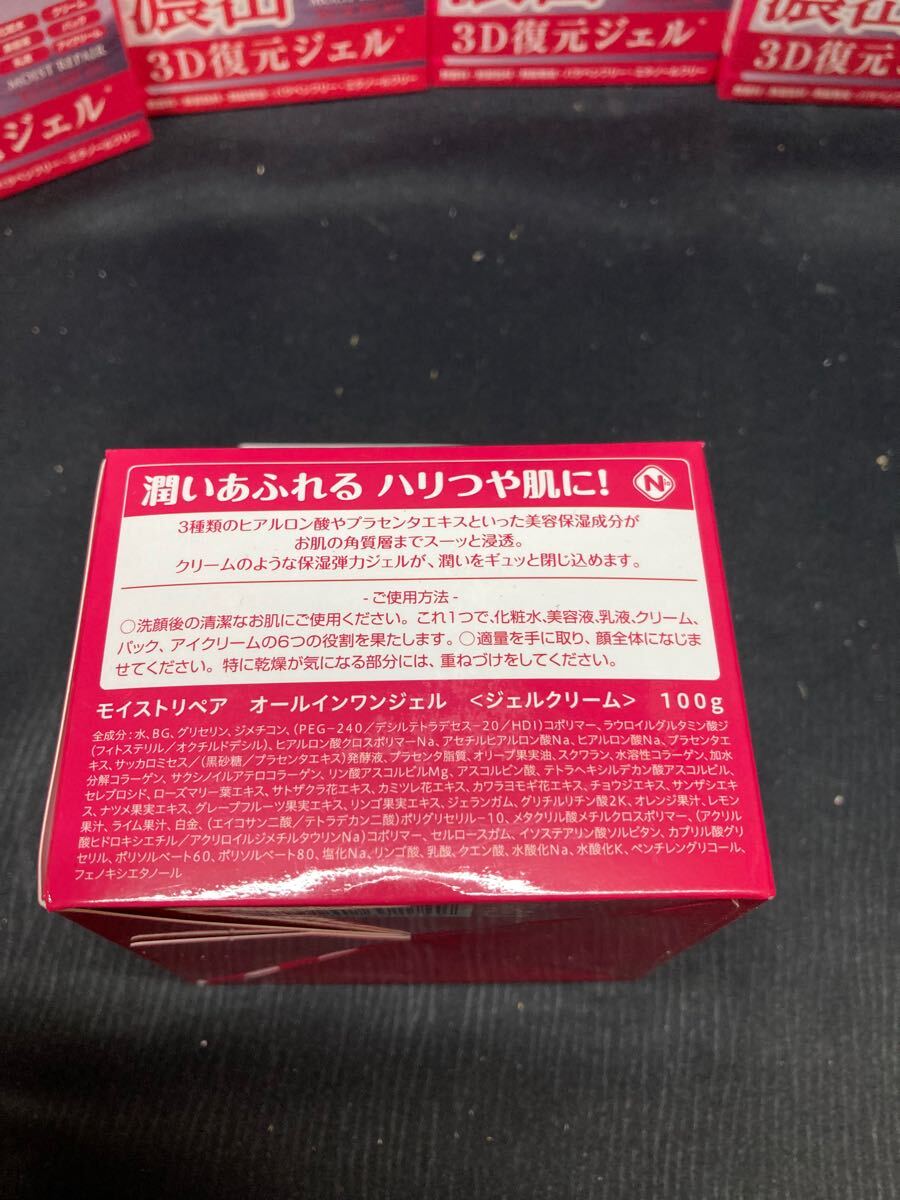 クリーム
パック
アイクリーム
MOIST REPAIR
ジェル
3D復元ジェル
3D復元ジェル
3D復元ジェル
潤いあふれる ハリつや肌に!
N
3種類のヒアルロン酸やプラセンタエキスといった美容保湿成分が
お肌の角質層までスーッと浸透。
クリームのような保湿弾力ジェルが、潤いをギュッと閉じ込めます。
- ご使用方法 -
○洗顔後の清潔なお肌にご使用ください。これ1つで、化粧水、美容液、乳液、クリーム、
パック、アイクリームの6つの役割を果たします。○適量を手に取り、顔全体になじま
せてください。特に乾燥が気になる部分には、重ねづけをしてください。
モイストリペア オールインワンジェル <ジェルクリーム> 100g
全成分:水、BG、グリセリン、ジメチコン、(PEG-240/デシルテトラデセス-20/HDI)コポリマー、ラウロイルグルタミン酸ジ
(フィトステリル/オクチルドデシル)、ヒアルロン酸クロスポリマーNa、アセチルヒアルロン酸Na、ヒアルロン酸Na、プラセンタエ
キス、サッカロミセス/(黒砂糖/プラセンタエキス)発酵液、プラセンタ脂質、オリーブ果実油、スクワラン、水溶性コラーゲン、加水
分解コラーゲン、サクシノイルアテロコラーゲン、リン酸アスコルビルMg、アスコルビン酸、テトラヘキシルデカン酸アスコルビル、
セレブロシド、ローズマリー葉エキス、サトザクラ花エキス、カミツレ花エキス、カワラヨモギ花エキス、チョウジエキス、サンザシエキ
ス、ナツメ果実エキス、グレープフルーツ果実エキス、リンゴ果実エキス、ジェランガム、グリチルリチン酸2K、オレンジ果汁、レモン
果汁、ライム果汁、白金、(エイコサン二酸/テトラデカン二酸)ポリグリセリル-10、メタクリル酸メチルクロスポリマー、(アクリル
酸ヒドロキシエチル/アクリロイルジメチルタウリンNa)コポリマー、セルロースガム、イソステアリン酸ソルビタン、カプリル酸グリ
セリル、ポリソルベート60、ポリソルベート80、塩化Na、リンゴ酸、乳酸、クエン酸、水酸化Na、水酸化K、ペンチレングリコール、
フェノキシエタノール